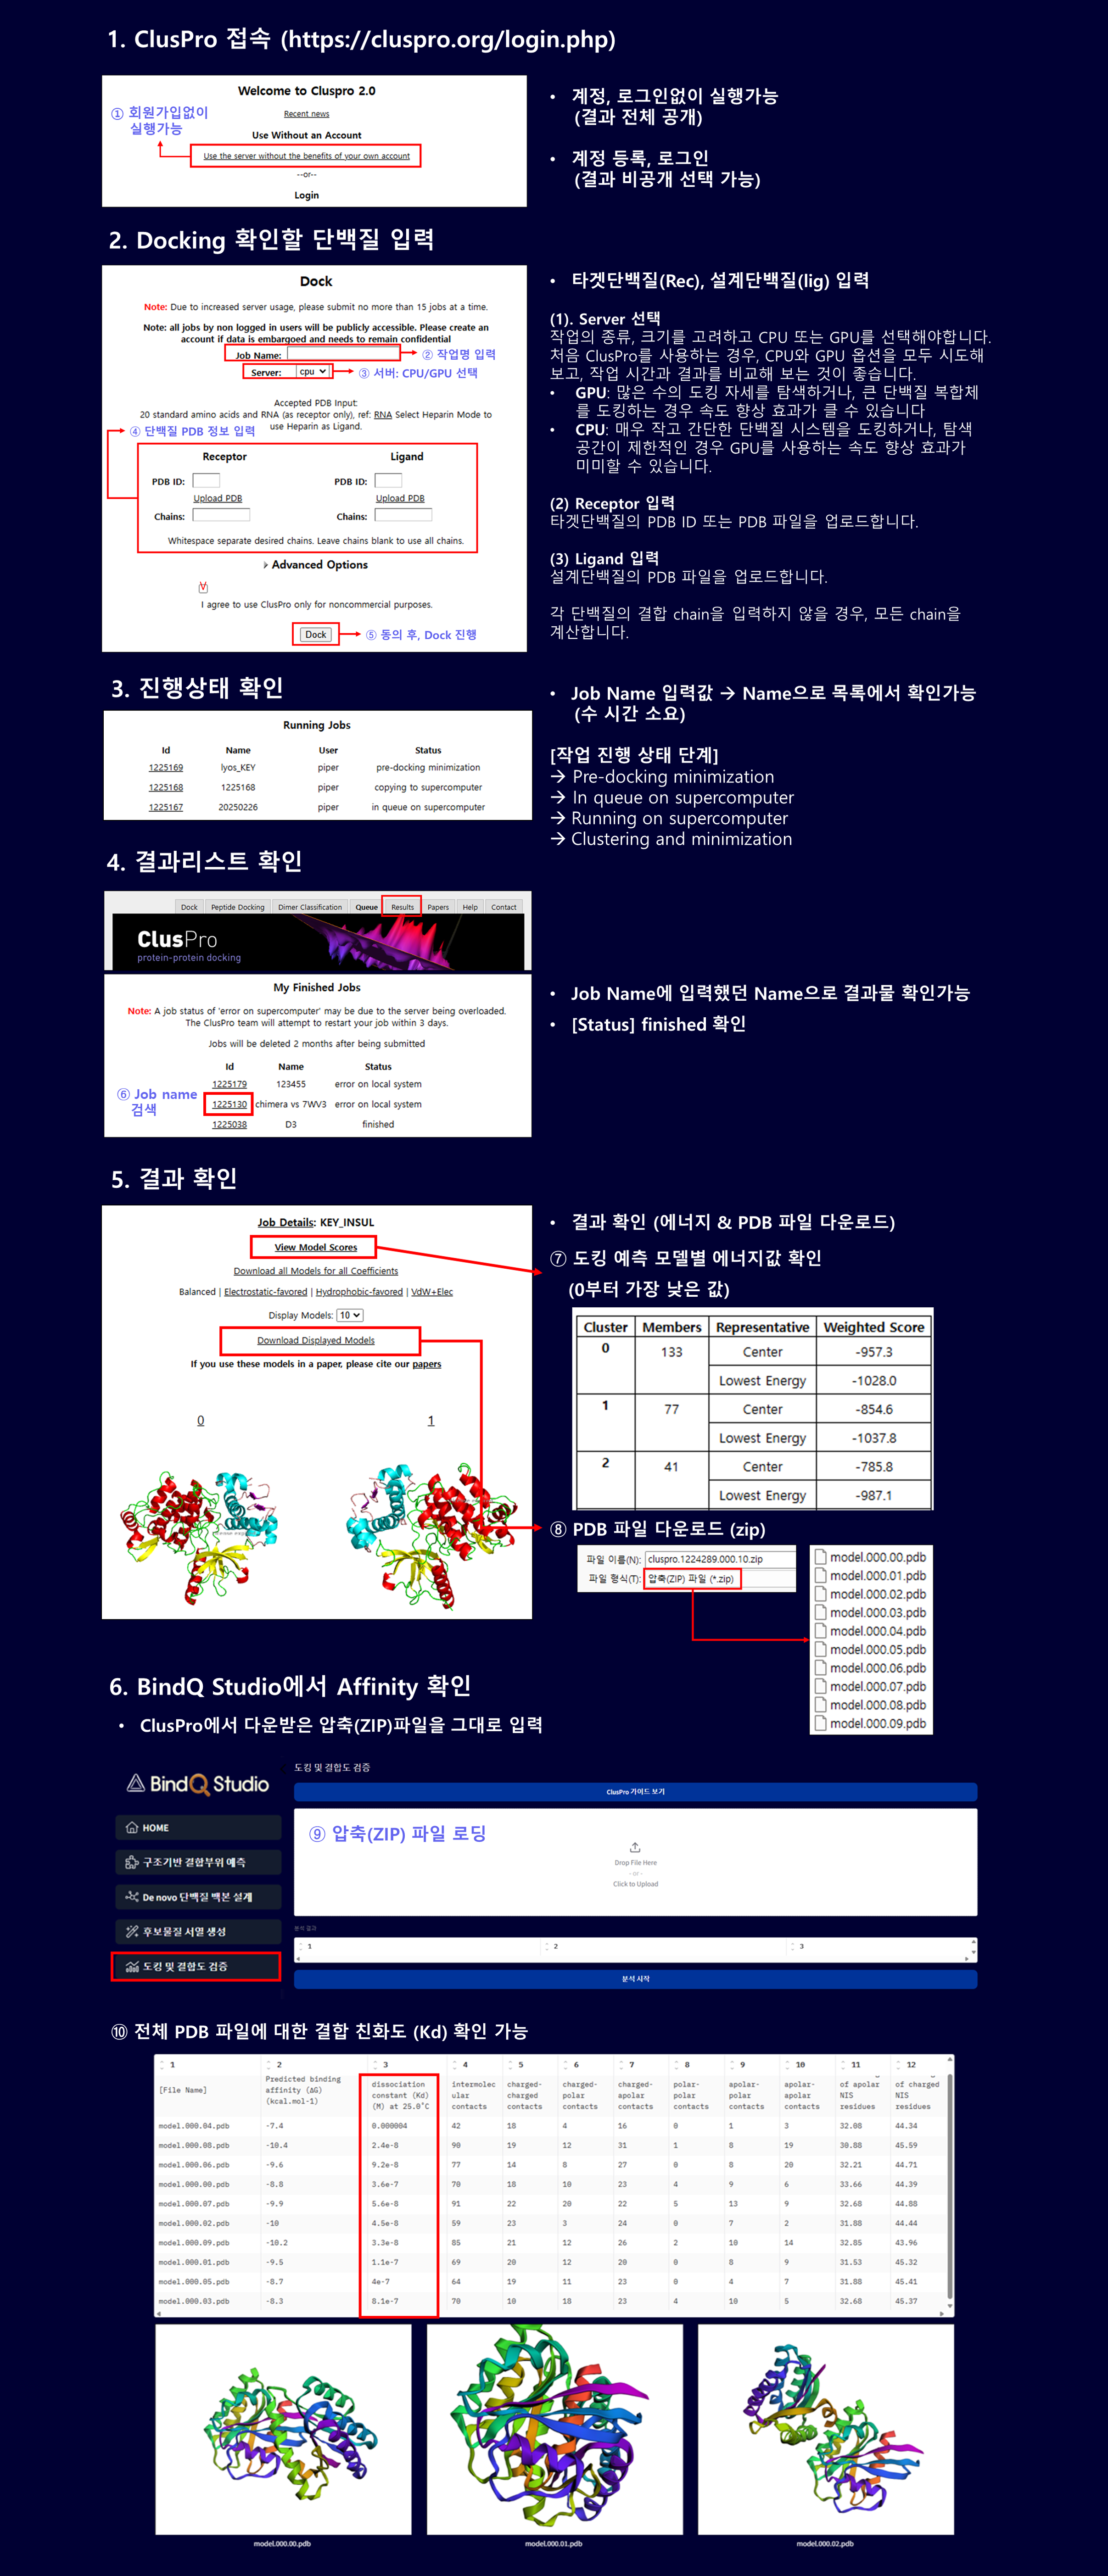 1. ClusPro 접속 (https://cluspro.org/login.php)
Welcome to Cluspro 2.0
① 회원가입없이
실행가능
Recent news
Use Without an Account
Use the server without the benefits of your own account
--or--
Login
• 계정, 로그인없이 실행가능
(결과 전체 공개)
• 계정 등록, 로그인
(결과 비공개 선택 가능)
2. Docking 확인할 단백질 입력
Dock
Note: Due to increased server usage, please submit no more than 15 jobs at a time.
Note: all jobs by non logged in users will be publicly accessible. Please create an
account if data is embargoed and needs to remain confidential
Job Name:
② 작업명 입력
Server: cpu
③ 서버: CPU/GPU 선택
Accepted PDB Input:
20 standard amino acids and RNA (as receptor only), ref: RNA Select Heparin Mode to
use Heparin as Ligand.
④ 단백질 PDB 정보 입력
Receptor
Ligand
PDB ID:
PDB ID:
Upload PDB
Upload PDB
Chains:
Chains:
Whitespace separate desired chains. Leave chains blank to use all chains.
Advanced Options
V
I agree to use ClusPro only for noncommercial purposes.
Dock
⑤ 동의 후, Dock 진행
• 타겟단백질(Rec), 설계단백질(lig) 입력
(1). Server 선택
작업의 종류, 크기를 고려하고 CPU 또는 GPU를 선택해야합니다.
처음 ClusPro를 사용하는 경우, CPU와 GPU 옵션을 모두 시도해
보고, 작업 시간과 결과를 비교해 보는 것이 좋습니다.
• GPU: 많은 수의 도킹 자세를 탐색하거나, 큰 단백질 복합체
를 도킹하는 경우 속도 향상 효과가 클 수 있습니다
• CPU: 매우 작고 간단한 단백질 시스템을 도킹하거나, 탐색
공간이 제한적인 경우 GPU를 사용하는 속도 향상 효과가
미미할 수 있습니다.
(2) Receptor 입력
타겟단백질의 PDB ID 또는 PDB 파일을 업로드합니다.
(3) Ligand 입력
설계단백질의 PDB 파일을 업로드합니다.
각 단백질의 결합 chain을 입력하지 않을 경우, 모든 chain을
계산합니다.
3. 진행상태 확인
Running Jobs
Id Name User Status
1225169 lyos_KEY piper pre-docking minimization
1225168 1225168 piper copying to supercomputer
1225167 20250226 piper in queue on supercomputer
• Job Name 입력값 → Name으로 목록에서 확인가능
(수 시간 소요)
[작업 진행 상태 단계]
→ Pre-docking minimization
→ In queue on supercomputer
→ Running on supercomputer
→ Clustering and minimization
4. 결과리스트 확인
Dock Peptide Docking Dimer Classification Queue Results Papers Help Contact
ClusPro
protein-protein docking
My Finished Jobs
Note: A job status of 'error on supercomputer' may be due to the server being overloaded.
The ClusPro team will attempt to restart your job within 3 days.
Jobs will be deleted 2 months after being submitted
Id Name Status
1225179 123455 error on local system
1225130 chimera vs 7WV3 error on local system
1225038 D3 finished
⑥ Job name
검색
• Job Name에 입력했던 Name으로 결과물 확인가능
• [Status] finished 확인
5. 결과 확인
Job Details: KEY_INSUL
View Model Scores
Download all Models for all Coefficients
Balanced | Electrostatic-favored | Hydrophobic-favored | VdW+Elec
Display Models: 10
Download Displayed Models
If you use these models in a paper, please cite our papers
0 1
• 결과 확인 (에너지 & PDB 파일 다운로드)
⑦ 도킹 예측 모델별 에너지값 확인
(0부터 가장 낮은 값)
Cluster Members Representative Weighted Score
0 133 Center -957.3
Lowest Energy -1028.0
1 77 Center -854.6
Lowest Energy -1037.8
2 41 Center -785.8
Lowest Energy -987.1
⑧ PDB 파일 다운로드 (zip)
파일 이름(N): cluspro.1224289.000.10.zip
파일 형식(T): 압축(ZIP) 파일 (*.zip)
model.000.00.pdb
model.000.01.pdb
model.000.02.pdb
model.000.03.pdb
model.000.04.pdb
model.000.05.pdb
model.000.06.pdb
model.000.07.pdb
model.000.08.pdb
model.000.09.pdb
6. BindQ Studio에서 Affinity 확인
• ClusPro에서 다운받은 압축(ZIP)파일을 그대로 입력
BindQ Studio
HOME
구조기반 결합부위 예측
De novo 단백질 백본 설계
후보물질 서열 생성
도킹 및 결합도 검증
도킹 및 결합도 검증
ClusPro 가이드 보기
⑨ 압축(ZIP) 파일 로딩
Drop File Here
- or -
Click to Upload
분석 결과
1 2 3
분석 시작
⑩ 전체 PDB 파일에 대한 결합 친화도 (Kd) 확인 가능
1 2 3 4 5 6 7 8 9 10 11 12
[File Name]
Predicted binding
affinity (ΔG)
(kcal.mol-1)
dissociation
constant (Kd)
(M) at 25.0˚C
intermolec
ular
contacts
charged-
charged
contacts
charged-
polar
contacts
charged-
apolar
contacts
polar-
polar
contacts
apolar-
polar
contacts
apolar-
apolar
contacts
of apolar
NIS
residues
of charged
NIS
residues
model.000.04.pdb -7.4 0.000004 42 18 4 16 0 1 3 32.08 44.34
model.000.08.pdb -10.4 2.4e-8 90 19 12 31 1 8 19 30.88 45.59
model.000.06.pdb -9.6 9.2e-8 77 14 8 27 0 8 20 32.21 44.71
model.000.00.pdb -8.8 3.6e-7 70 18 10 23 4 9 6 33.66 44.39
model.000.07.pdb -9.9 5.6e-8 91 22 20 22 5 13 9 32.68 44.88
model.000.02.pdb -10 4.5e-8 59 23 3 24 0 7 2 31.88 44.44
model.000.09.pdb -10.2 3.3e-8 85 21 12 26 2 10 14 32.85 43.96
model.000.01.pdb -9.5 1.1e-7 69 20 12 20 0 8 9 31.53 45.32
model.000.05.pdb -8.7 4e-7 64 19 11 23 0 4 7 31.88 45.41
model.000.03.pdb -8.3 8.1e-7 70 10 18 23 4 10 5 32.68 45.37
model.000.00.pdb
model.000.01.pdb
model.000.02.pdb